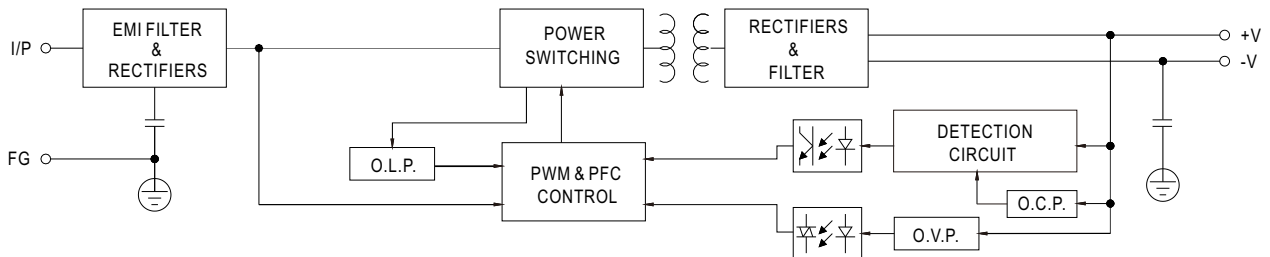 I/P
EMI FILTER
&
RECTIFIERS
POWER
SWITCHING
RECTIFIERS
&
FILTER
+V
-V
FG
O.L.P.
PWM & PFC
CONTROL
DETECTION
CIRCUIT
O.C.P.
O.V.P.